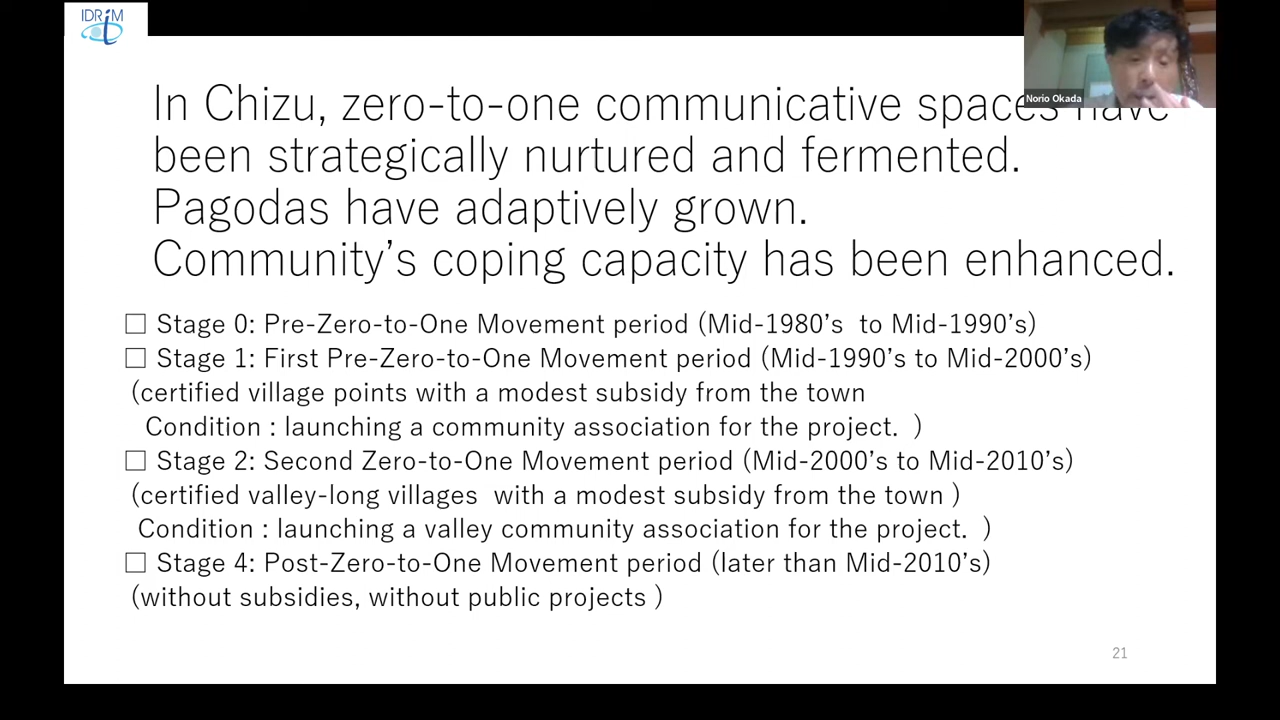 IDRiM
Norio Okada
In Chizu, zero-to-one communicative spaces have
been strategically nurtured and fermented.
Pagodas have adaptively grown.
Community’s coping capacity has been enhanced.
□ Stage 0: Pre-Zero-to-One Movement period (Mid-1980’s to Mid-1990’s)
□ Stage 1: First Pre-Zero-to-One Movement period (Mid-1990’s to Mid-2000’s)
(certified village points with a modest subsidy from the town
Condition : launching a community association for the project. )
□ Stage 2: Second Zero-to-One Movement period (Mid-2000’s to Mid-2010’s)
(certified valley-long villages with a modest subsidy from the town )
Condition : launching a valley community association for the project. )
□ Stage 4: Post-Zero-to-One Movement period (later than Mid-2010’s)
(without subsidies, without public projects )
21